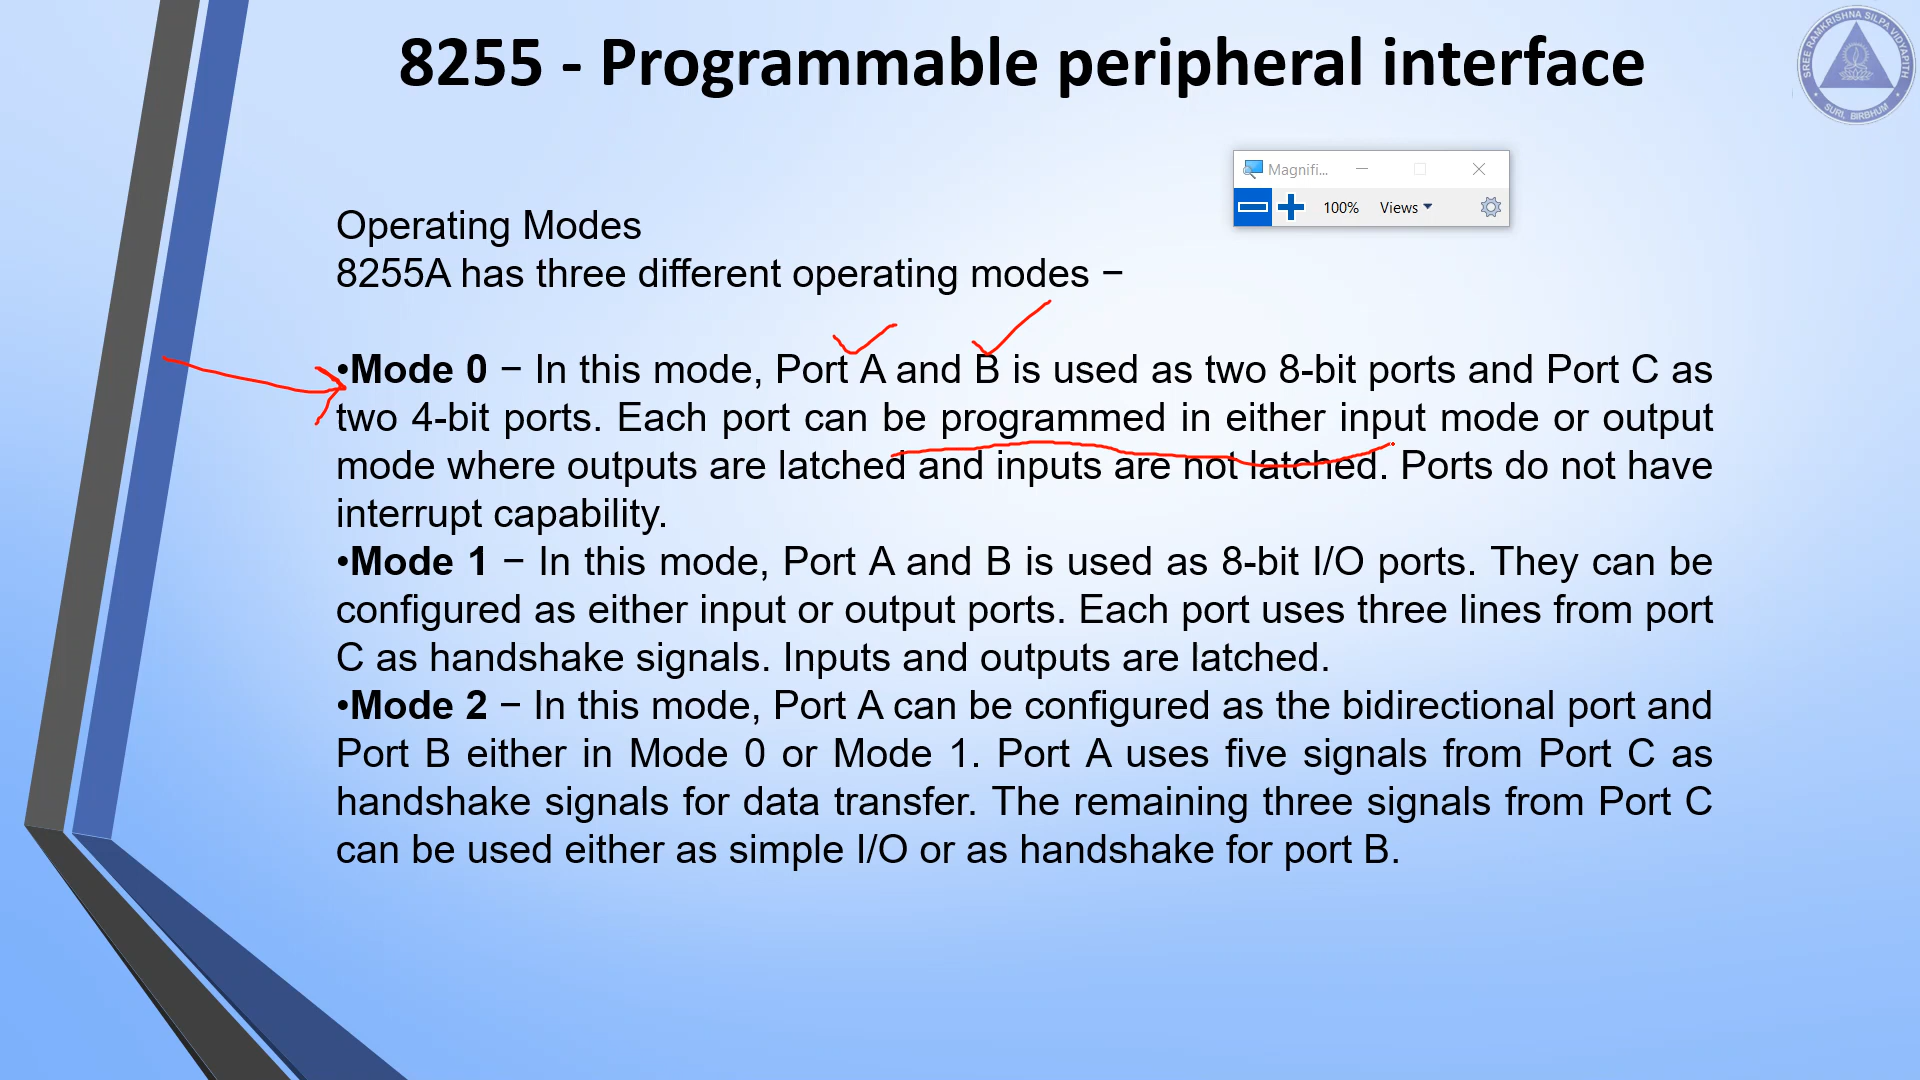 8255 - Programmable peripheral interface
SREE RAMKRISHNA SILPA VIDYAPITH
SURI, BIRBHUM
Magnifi...
100% Views
Operating Modes
8255A has three different operating modes −
•Mode 0 − In this mode, Port A and B is used as two 8-bit ports and Port C as
two 4-bit ports. Each port can be programmed in either input mode or output
mode where outputs are latched and inputs are not latched. Ports do not have
interrupt capability.
•Mode 1 − In this mode, Port A and B is used as 8-bit I/O ports. They can be
configured as either input or output ports. Each port uses three lines from port
C as handshake signals. Inputs and outputs are latched.
•Mode 2 − In this mode, Port A can be configured as the bidirectional port and
Port B either in Mode 0 or Mode 1. Port A uses five signals from Port C as
handshake signals for data transfer. The remaining three signals from Port C
can be used either as simple I/O or as handshake for port B.